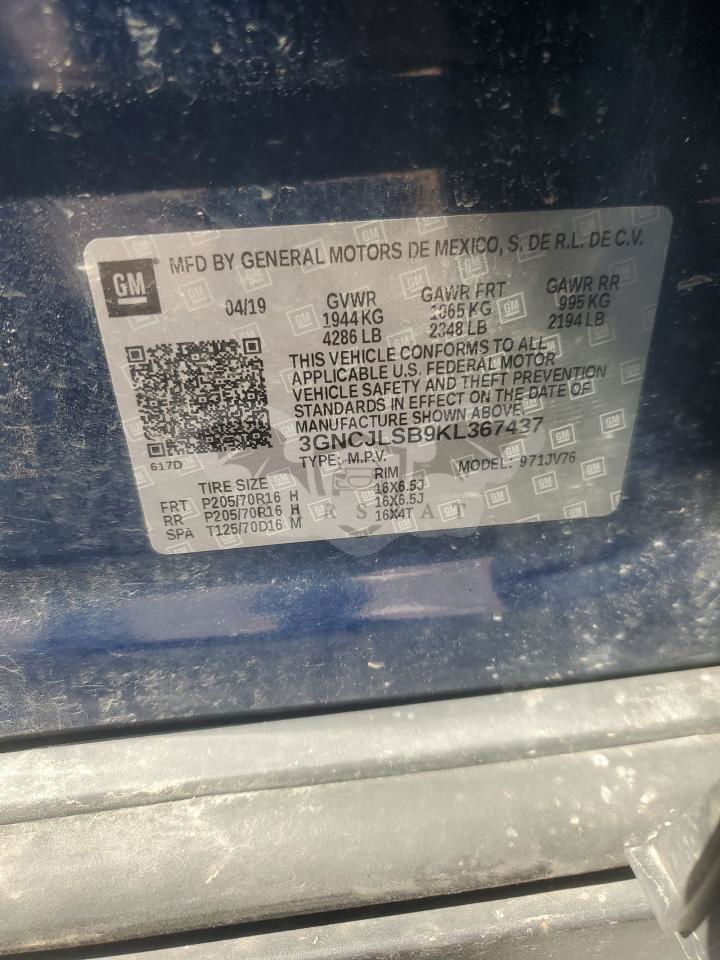 GM ® MFD BY GENERAL MOTORS DE MEXICO, S. DE R.L. DE C.V.
04/19 GVWR GAWR FRT GAWR RR
1944 KG 1065 KG 995 KG
4286 LB 2348 LB 2194 LB
THIS VEHICLE CONFORMS TO ALL
APPLICABLE U.S. FEDERAL MOTOR
VEHICLE SAFETY AND THEFT PREVENTION
STANDARDS IN EFFECT ON THE DATE OF
MANUFACTURE SHOWN ABOVE.
3GNCJLSB9KL367437
617D TYPE: M.P.V. MODEL: 971JV76
TIRE SIZE RIM
FRT P205/70R16 H 16X6.5J
RR P205/70R16 H 16X6.5J
SPA T125/70D16 M 16X4T